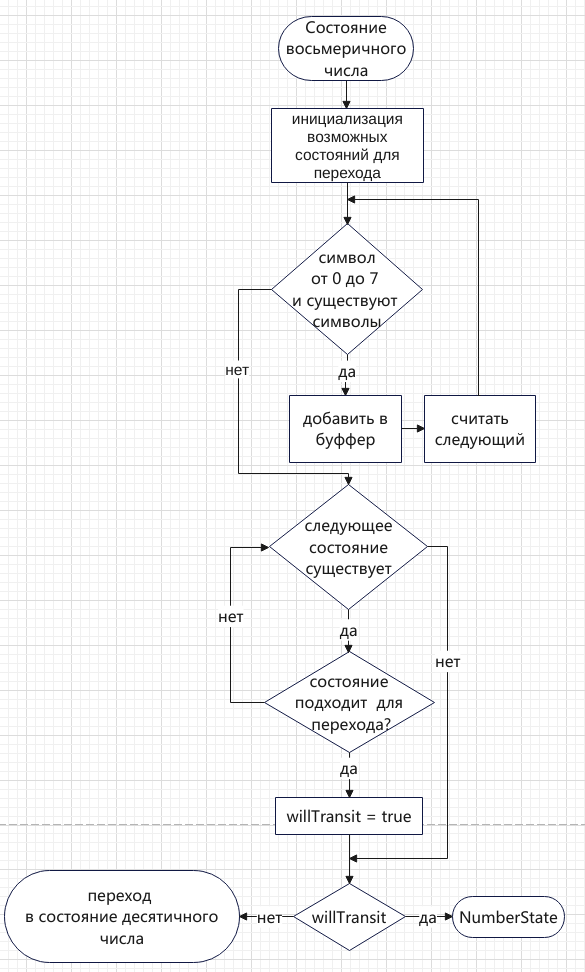 Состояние
восьмеричного
числа
инициализация
возможных
состояний для
перехода
символ
от 0 до 7
и существуют
символы
нет
да
добавить в
буффер
считать
следующий
следующее
состояние
существует
нет
да
нет
состояние
подходит для
перехода?
да
willTransit = true
переход
в состояние десятичного
числа
нет
willTransit
да
NumberState